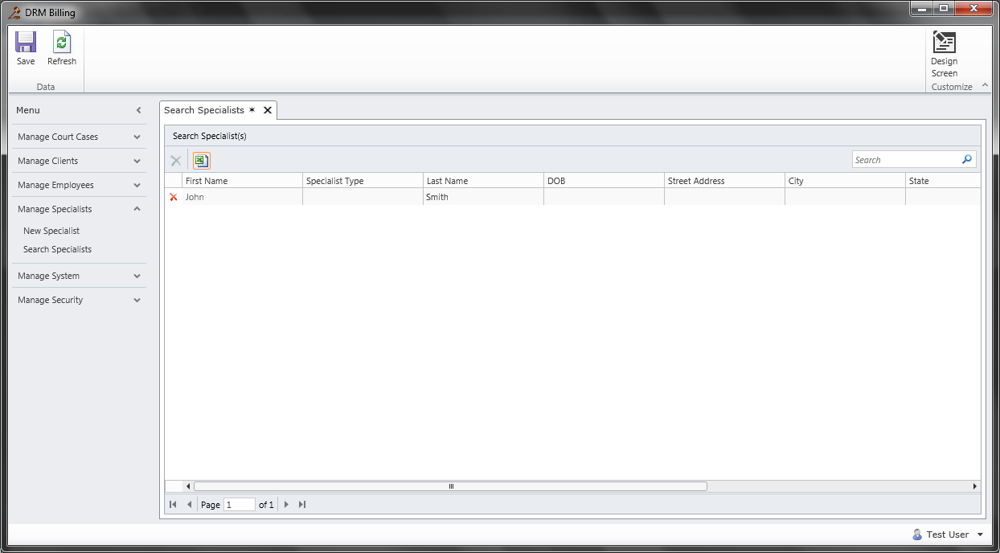 DRM Billing
Save
Refresh
Data
Design
Screen
Customize
Menu
Manage Court Cases
Manage Clients
Manage Employees
Manage Specialists
New Specialist
Search Specialists
Manage System
Manage Security
Search Specialists *
Search Specialist(s)
Search
First Name Specialist Type Last Name DOB Street Address City State
John Smith
Page 1 of 1
Test User